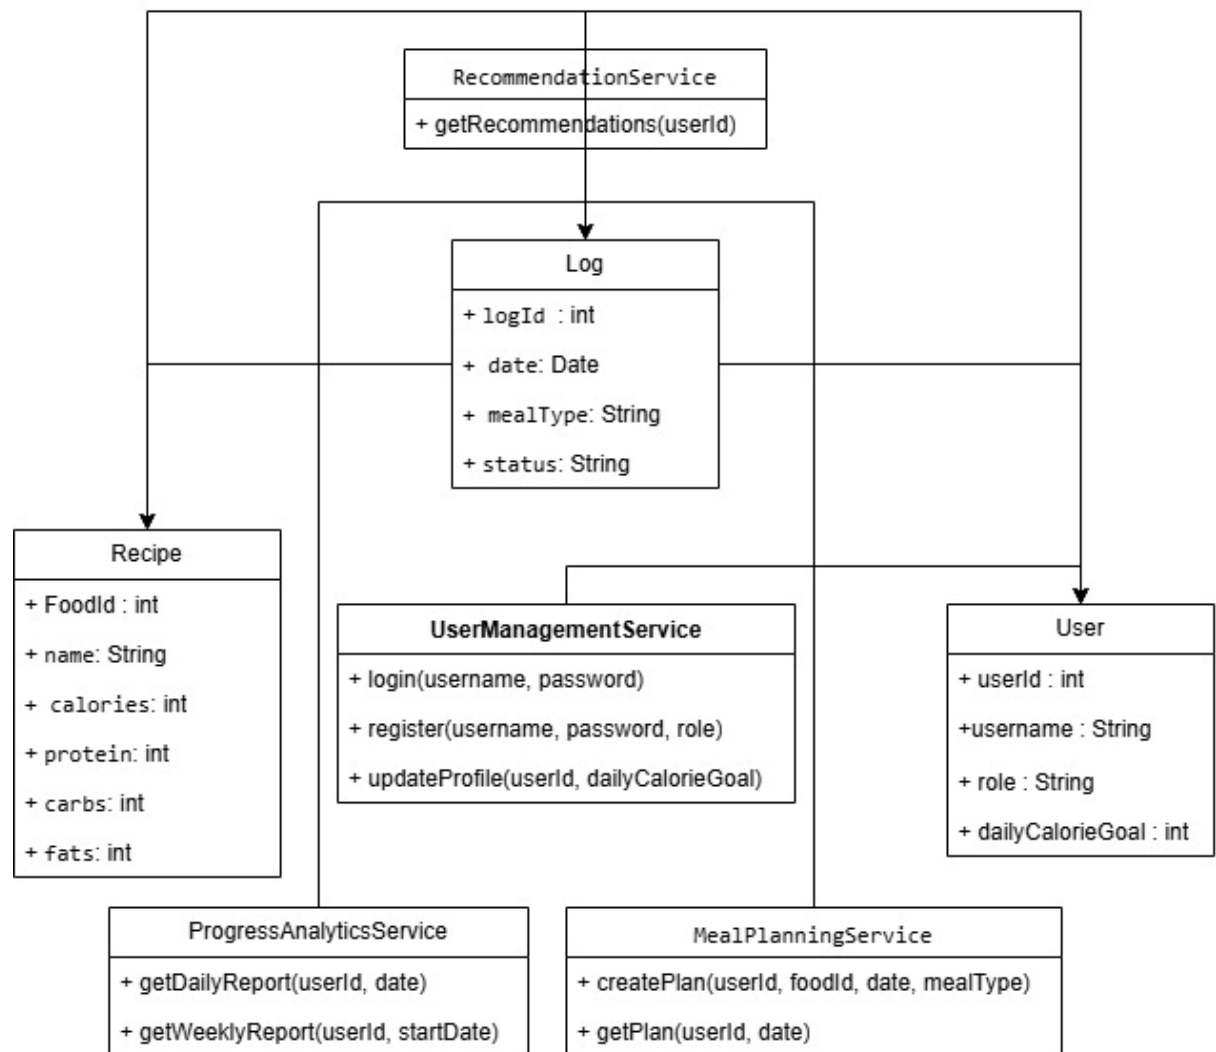 RecommendationService
+ getRecommendations(userId)
Log
+ logId : int
+ date: Date
+ mealType: String
+ status: String
Recipe
+ FoodId : int
+ name: String
+ calories: int
+ protein: int
+ carbs: int
+ fats: int
UserManagementService
+ login(username, password)
+ register(username, password, role)
+ updateProfile(userId, dailyCalorieGoal)
User
+ userId : int
+username : String
+ role : String
+ dailyCalorieGoal : int
ProgressAnalyticsService
+ getDailyReport(userId, date)
+ getWeeklyReport(userId, startDate)
MealPlanningService
+ createPlan(userId, foodId, date, mealType)
+ getPlan(userId, date)